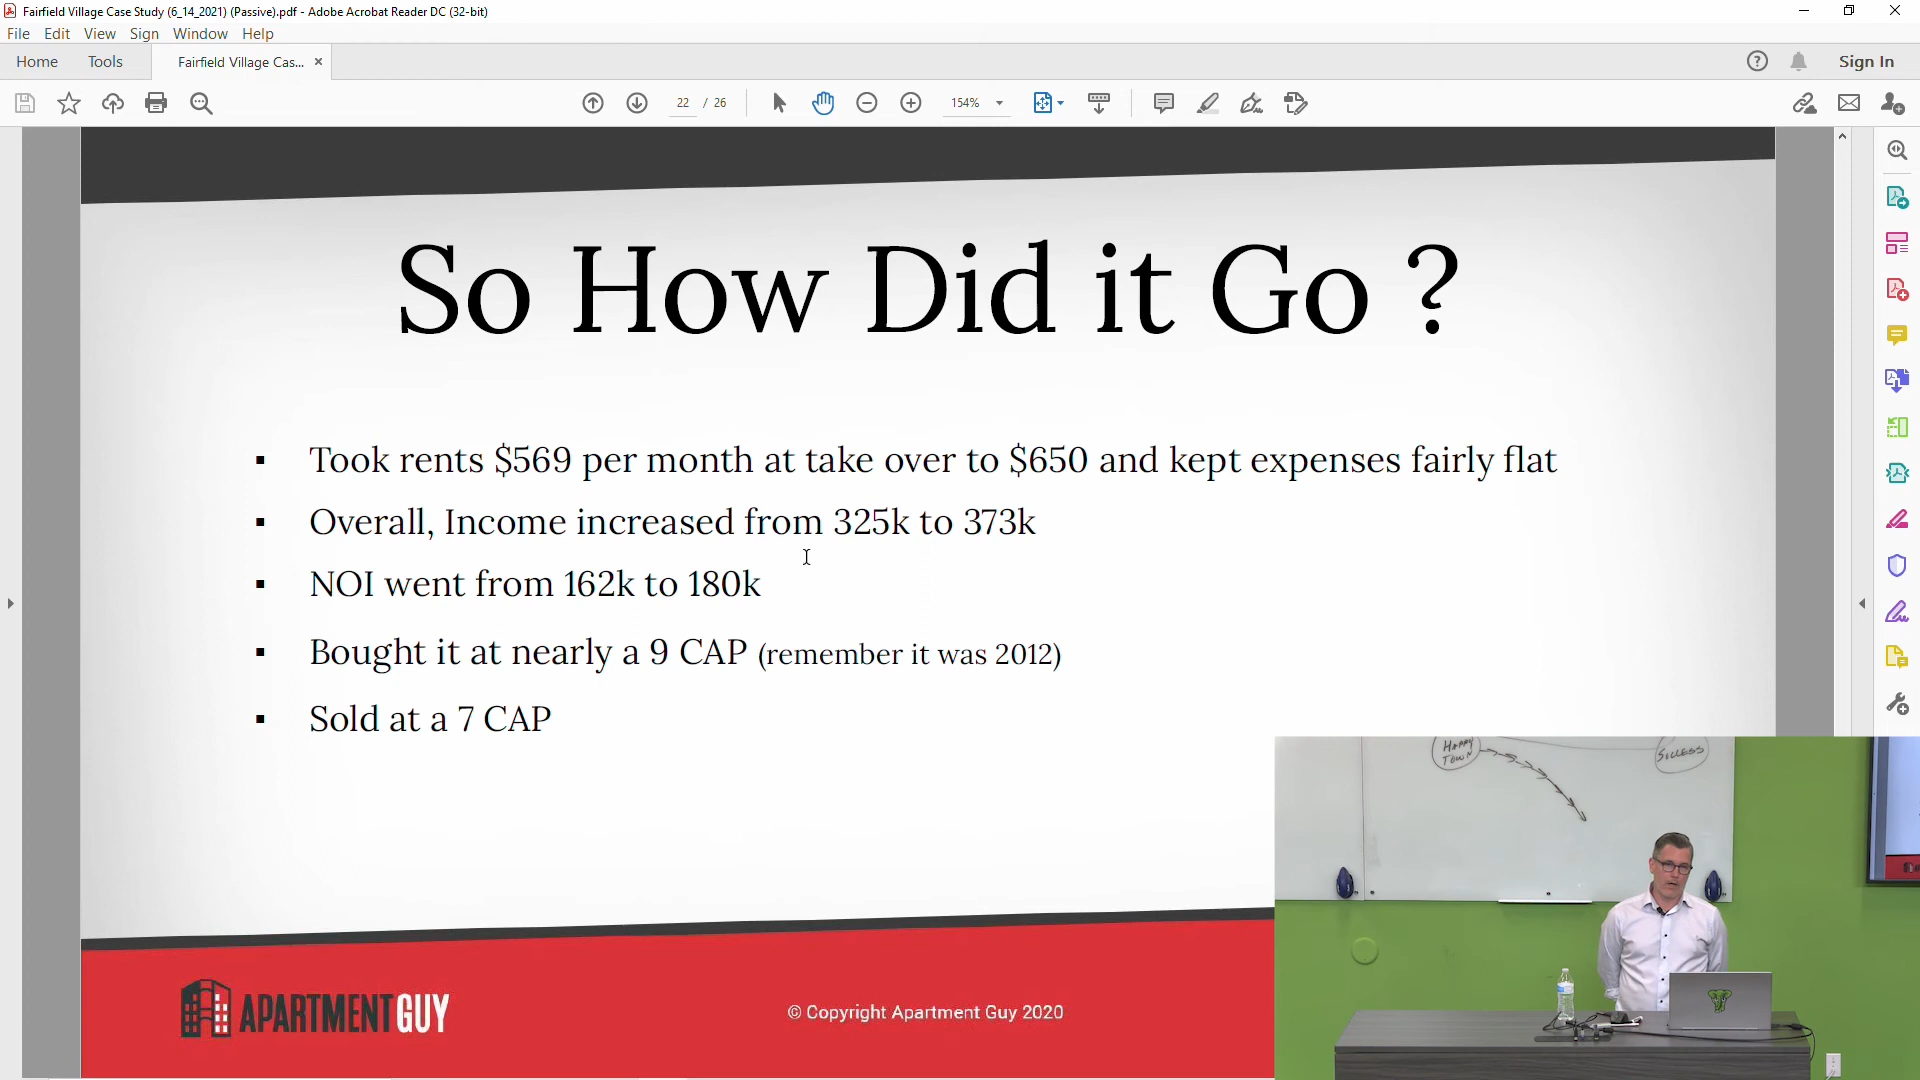 Fairfield Village Case Study (6_14_2021) (Passive).pdf - Adobe Acrobat Reader DC (32-bit)
File Edit View Sign Window Help
Home Tools Fairfield Village Cas... × Sign In
22 / 26 154%
So How Did it Go ?
▪ Took rents $569 per month at take over to $650 and kept expenses fairly flat
▪ Overall, Income increased from 325k to 373k
▪ NOI went from 162k to 180k
▪ Bought it at nearly a 9 CAP (remember it was 2012)
▪ Sold at a 7 CAP
HAPPY
TOWN
SUCCESS
APARTMENTGUY
© Copyright Apartment Guy 2020